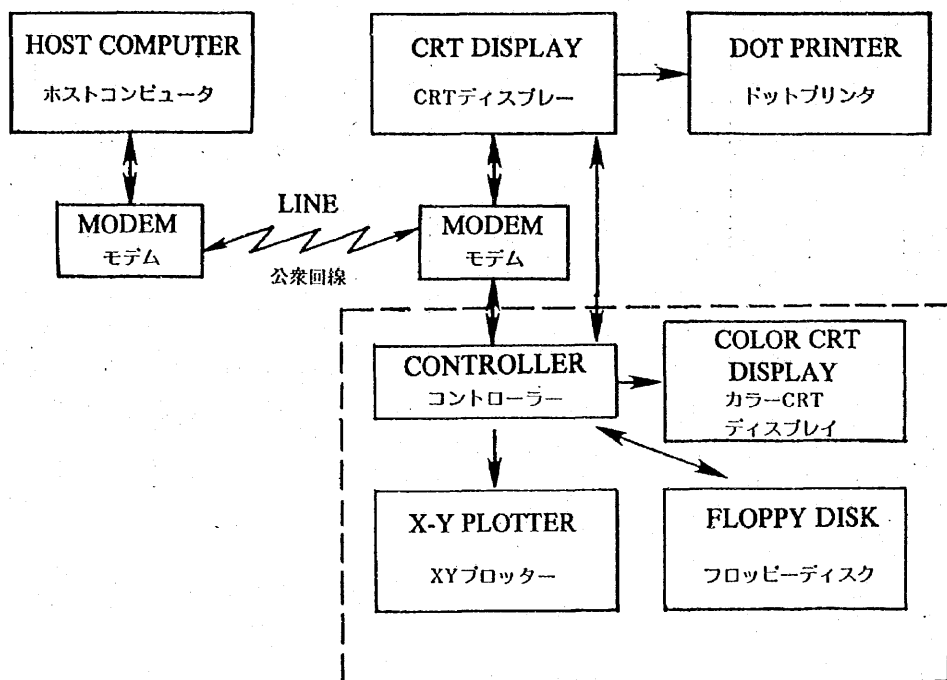 HOST COMPUTER
ホストコンピュータ
CRT DISPLAY
CRTディスプレー
DOT PRINTER
ドットプリンタ
MODEM
モデム
LINE
公衆回線
MODEM
モデム
CONTROLLER
コントローラー
COLOR CRT
DISPLAY
カラーCRT
ディスプレイ
X-Y PLOTTER
XYプロッター
FLOPPY DISK
フロッピーディスク